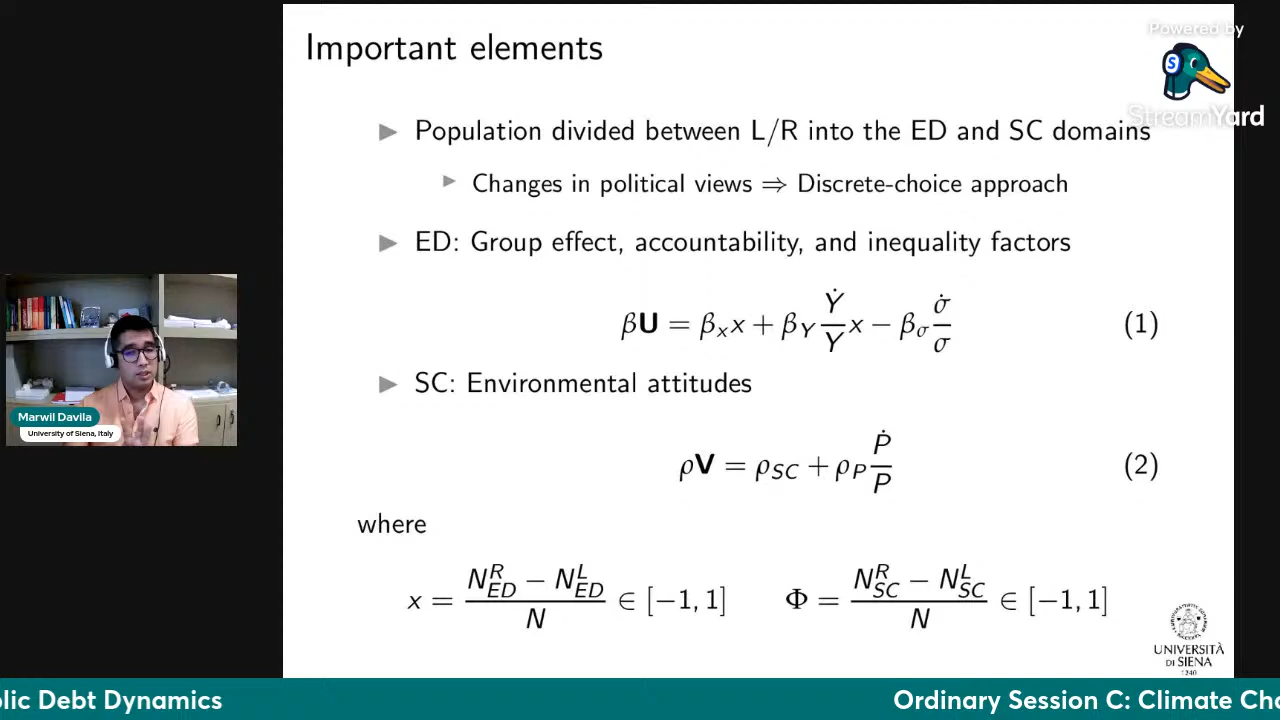 Important elements
Powered by
StreamYard
Population divided between L/R into the ED and SC domains
Changes in political views ⇒ Discrete-choice approach
ED: Group effect, accountability, and inequality factors
βU = β_x x + β_Y Ẏ/Y x − β_σ σ̇/σ (1)
SC: Environmental attitudes
ρV = ρ_SC + ρ_P Ṗ/P (2)
where
x = (N^R_ED − N^L_ED)/N ∈ [−1, 1] Φ = (N^R_SC − N^L_SC)/N ∈ [−1, 1]
Marwil Davila
University of Siena, Italy
UNIVERSITÀ
DI SIENA
1240
blic Debt Dynamics
Ordinary Session C: Climate Cha